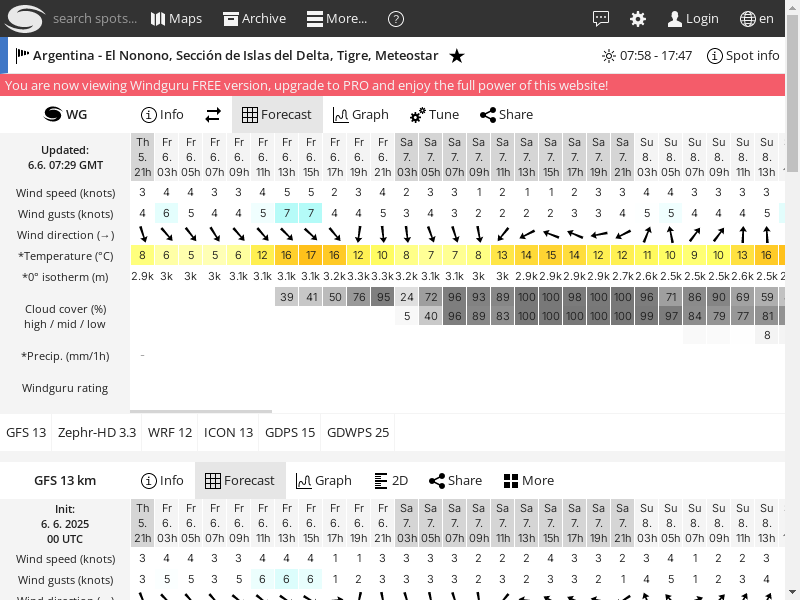 search spots... Maps Archive More... ? Login en
Argentina - El Nonono, Sección de Islas del Delta, Tigre, Meteostar ★ 07:58 - 17:47 Spot info
You are now viewing Windguru FREE version, upgrade to PRO and enjoy the full power of this website!
WG Info Forecast Graph Tune Share
Updated:
6.6. 07:29 GMT
Th Fr Fr Fr Fr Fr Fr Fr Fr Fr Fr Sa Sa Sa Sa Sa Sa Sa Sa Sa Sa Su Su Su Su Su Su
5. 6. 6. 6. 6. 6. 6. 6. 6. 6. 6. 7. 7. 7. 7. 7. 7. 7. 7. 7. 7. 8. 8. 8. 8. 8. 8.
21h 03h 05h 07h 09h 11h 13h 15h 17h 19h 21h 03h 05h 07h 09h 11h 13h 15h 17h 19h 21h 03h 05h 07h 09h 11h 13h
Wind speed (knots) 3 4 4 3 3 4 5 5 2 3 4 2 3 3 1 2 1 1 2 3 3 4 4 3 3 3 3
Wind gusts (knots) 4 6 5 4 4 5 7 7 4 4 5 3 4 3 2 2 2 2 3 3 4 5 5 4 4 4 5
Wind direction (→)
*Temperature (°C) 8 6 5 5 6 12 16 17 16 12 10 8 7 7 8 13 14 15 14 12 12 11 10 9 10 13 16
*0° isotherm (m) 2.9k 3k 3k 3k 3.1k 3.1k 3.1k 3.1k 3.2k 3.3k 3.3k 3.2k 3.1k 3.1k 3k 3k 2.9k 2.9k 2.9k 2.9k 2.7k 2.6k 2.5k 2.5k 2.5k 2.6k 2.5k
Cloud cover (%)
high / mid / low
39 41 50 76 95 24 72 96 93 89 100 100 98 100 100 96 71 86 90 69 59
5 40 96 89 83 100 100 100 100 100 99 97 84 79 77 81
8
*Precip. (mm/1h) -
Windguru rating
GFS 13 Zephr-HD 3.3 WRF 12 ICON 13 GDPS 15 GDWPS 25
GFS 13 km Info Forecast Graph 2D Share More
Init:
6. 6. 2025
00 UTC
Th Fr Fr Fr Fr Fr Fr Fr Fr Fr Fr Sa Sa Sa Sa Sa Sa Sa Sa Sa Sa Su Su Su Su Su Su
5. 6. 6. 6. 6. 6. 6. 6. 6. 6. 6. 7. 7. 7. 7. 7. 7. 7. 7. 7. 7. 8. 8. 8. 8. 8. 8.
21h 03h 05h 07h 09h 11h 13h 15h 17h 19h 21h 03h 05h 07h 09h 11h 13h 15h 17h 19h 21h 03h 05h 07h 09h 11h 13h
Wind speed (knots) 3 4 4 3 3 4 4 4 1 1 3 3 3 3 2 2 2 4 3 3 2 3 4 1 2 2 3
Wind gusts (knots) 3 5 5 3 5 6 6 6 1 2 3 3 3 3 2 3 2 3 3 2 1 4 5 1 2 3 4
Wind direction (→)